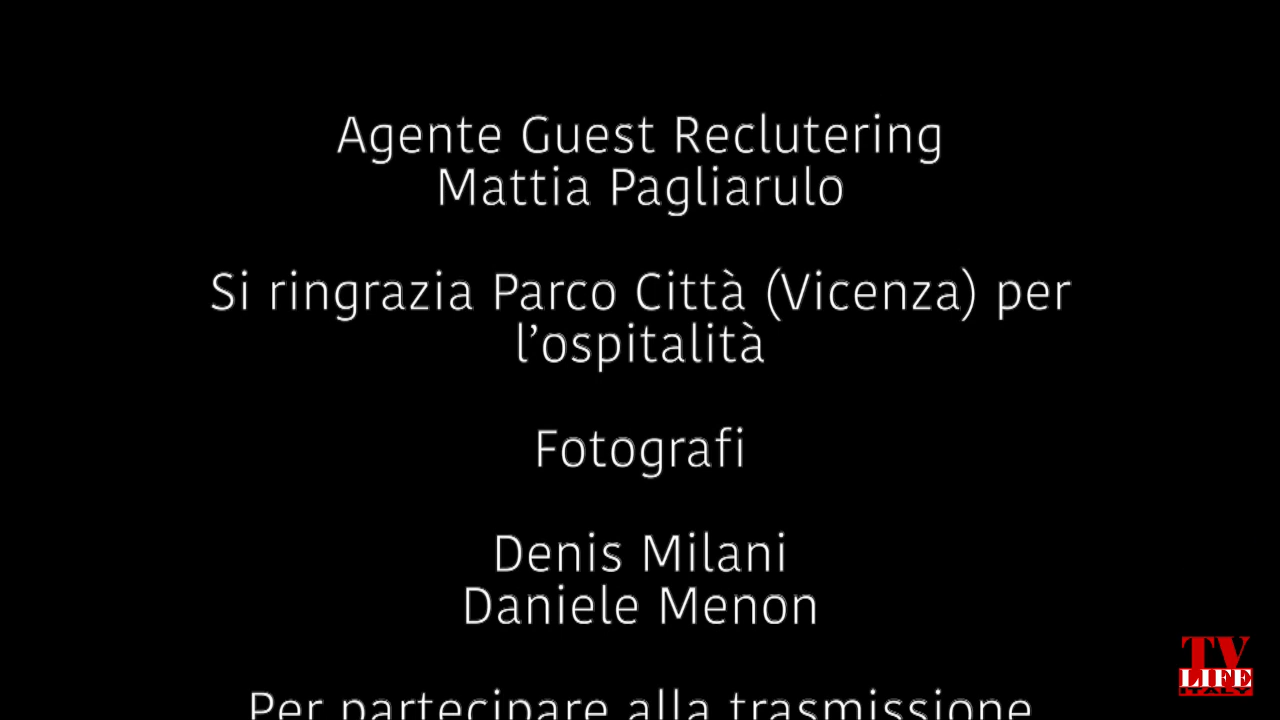 Agente Guest Reclutering
Mattia Pagliarulo
Si ringrazia Parco Città (Vicenza) per
l’ospitalità
Fotografi
Denis Milani
Daniele Menon
Per partecipare alla trasmissione
TV
LIFE
ITALY